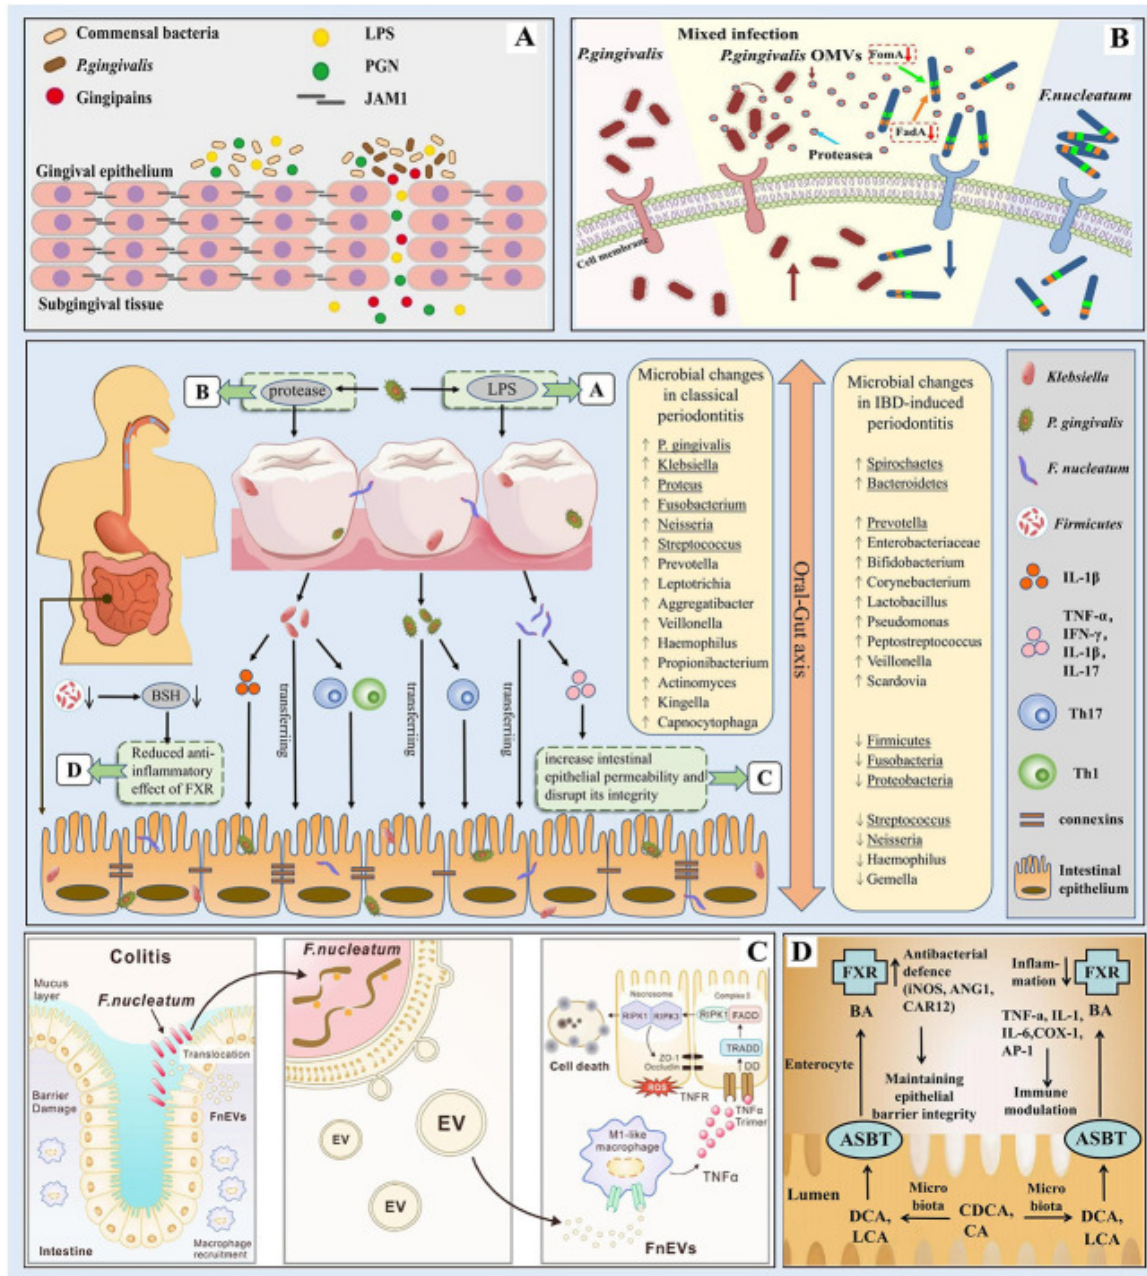 A
Commensal bacteria
P.gingivalis
Gingipains
LPS
PGN
JAM1
Gingival epithelium
Subgingival tissue
B
Mixed infection
P.gingivalis
P.gingivalis OMVs
FomA
F.nucleatum
FadA
Proteasea
Cell membrane
B
protease
LPS
A
Microbial changes
in classical
periodontitis
↑ P. gingivalis
↑ Klebsiella
↑ Proteus
↑ Fusobacterium
↑ Neisseria
↑ Streptococcus
↑ Prevotella
↑ Leptotrichia
↑ Aggregatibacter
↑ Veillonella
↑ Haemophilus
↑ Propionibacterium
↑ Actinomyces
↑ Kingella
↑ Capnocytophaga
Oral-Gut axis
Microbial changes
in IBD-induced
periodontitis
↑ Spirochaetes
↑ Bacteroidetes
↑ Prevotella
↑ Enterobacteriaceae
↑ Bifidobacterium
↑ Corynebacterium
↑ Lactobacillus
↑ Pseudomonas
↑ Peptostreptococcus
↑ Veillonella
↑ Scardovia
↓ Firmicutes
↓ Fusobacteria
↓ Proteobacteria
↓ Streptococcus
↓ Neisseria
↓ Haemophilus
↓ Gemella
Klebsiella
P. gingivalis
F. nucleatum
Firmicutes
IL-1β
TNF-α,
IFN-γ,
IL-1β,
IL-17
Th17
Th1
connexins
Intestinal
epithelium
transferring
transferring
transferring
BSH
D
Reduced anti-
inflammatory
effect of FXR
increase intestinal
epithelial permeability and
disrupt its integrity
C
Colitis
Mucus
layer
F.nucleatum
Translocation
Barrier
Damage
FnEVs
Macrophage
recruitment
Intestine
F.nucleatum
EV
EV
EV
C
Necrosome
Complex II
RIPK1
RIPK3
RIPK1
FADD
Cell death
ZO-1
Occludin
TRADD
DD
ROS
TNFR
TNFα
Trimer
M1-like
macrophage
TNFα
FnEVs
D
FXR
Antibacterial
defence
(iNOS, ANG1,
CAR12)
BA
Inflam-
mation
FXR
BA
TNF-a, IL-1,
IL-6,COX-1,
AP-1
Enterocyte
Maintaining
epithelial
barrier integrity
Immune
modulation
ASBT
ASBT
Lumen
Micro
biota
Micro
biota
DCA,
LCA
CDCA,
CA
DCA,
LCA